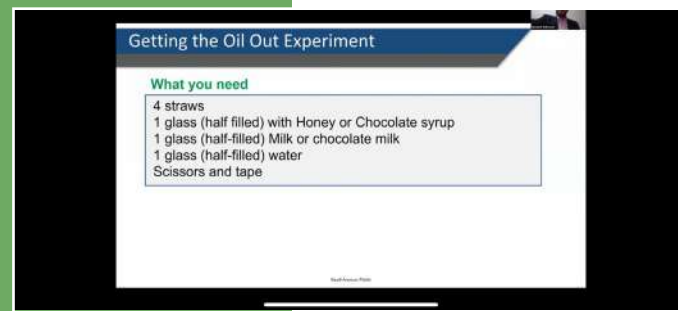 Getting the Oil Out Experiment
What you need
4 straws
1 glass (half filled) with Honey or Chocolate syrup
1 glass (half-filled) Milk or chocolate milk
1 glass (half-filled) water
Scissors and tape